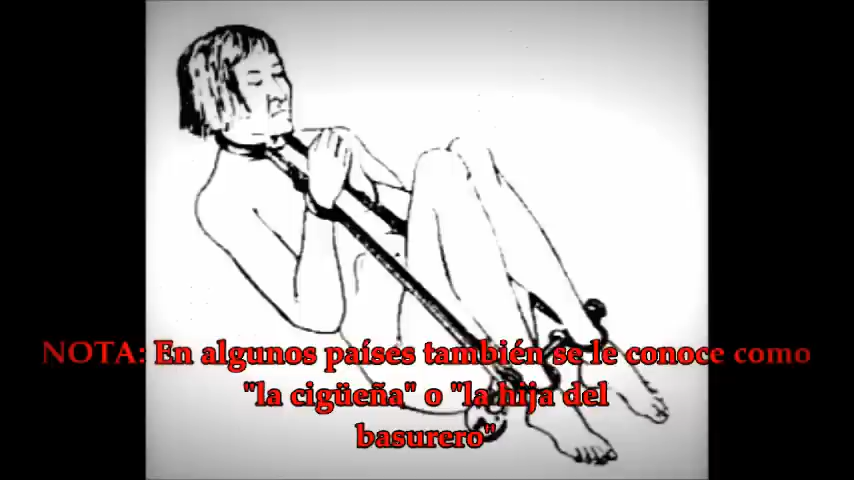 NOTA: En algunos países también se le conoce como
"la cigüeña" o "la hija del
basurero"